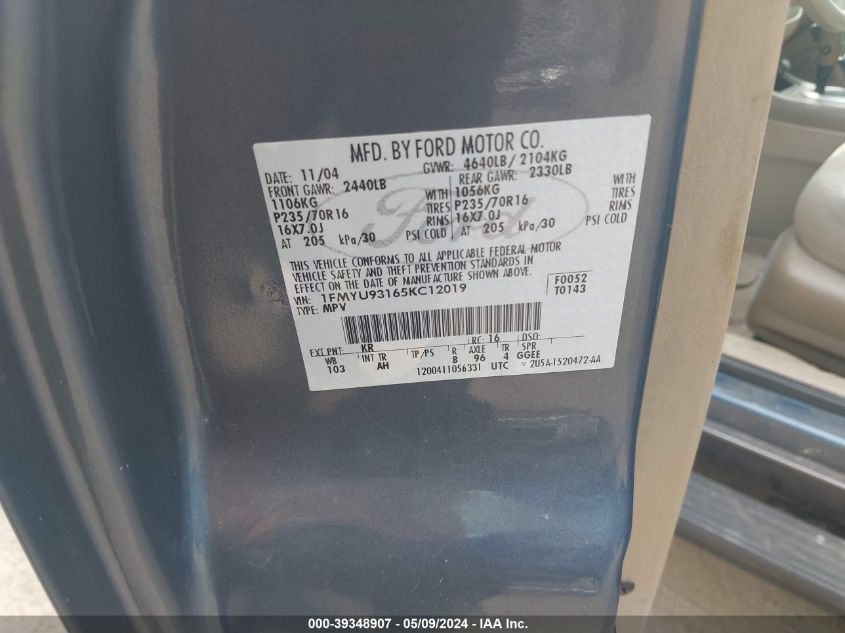 MFD. BY FORD MOTOR CO.
DATE: 11/04 GVWR: 4640LB/ 2104KG
FRONT GAWR: 2440LB REAR GAWR: 2330LB
1106KG WITH 1056KG WITH
P235/70R16 TIRES P235/70R16 TIRES
16X7.0J RIMS 16X7.0J RIMS
AT 205 kPa/30 PSI COLD AT 205 kPa/30 PSI COLD
Ford
THIS VEHICLE CONFORMS TO ALL APPLICABLE FEDERAL MOTOR
VEHICLE SAFETY AND THEFT PREVENTION STANDARDS IN
EFFECT ON THE DATE OF MANUFACTURE SHOWN ABOVE.
VIN: 1FMYU93165KC12019 F0052
TYPE: MPV T0143
EXT PNT: KR RC: 16 DSO:
WB INT TR TP/PS R AXLE TR SPR
103 AH B 96 4 GGEE
1200411056331 UTC 2U5A-1520472-AA
000-39348907 - 05/09/2024 - IAA Inc.